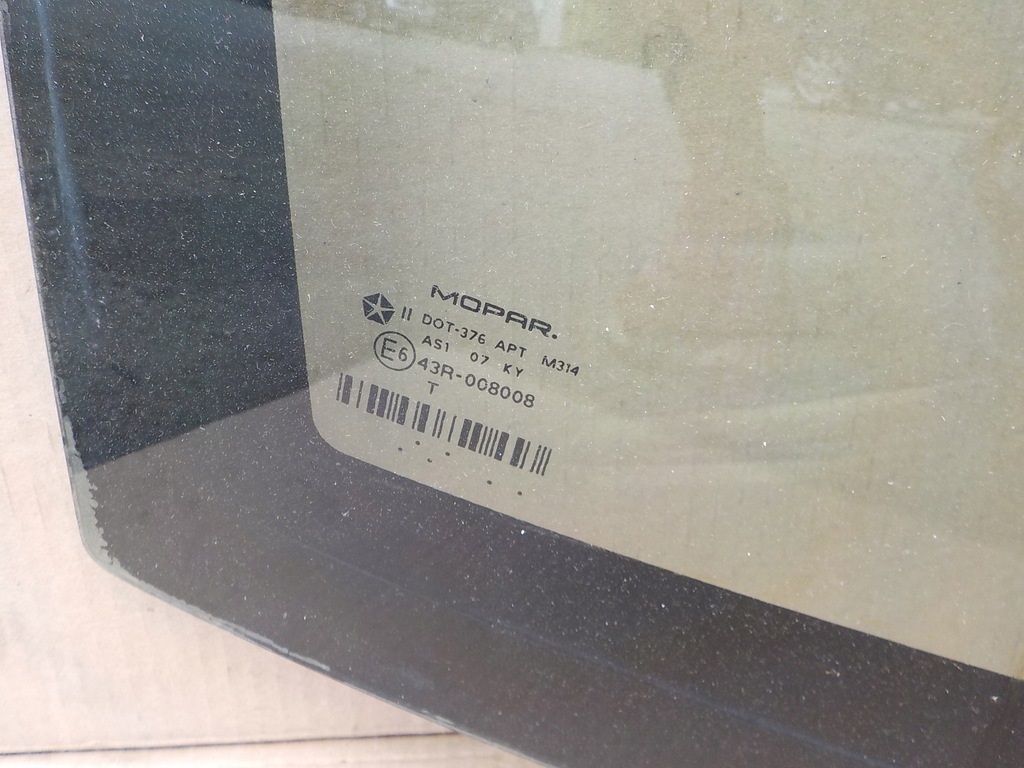 MOPAR.
II DOT-376 APT M314
AS1 07 KY
E6 43R-008008
T